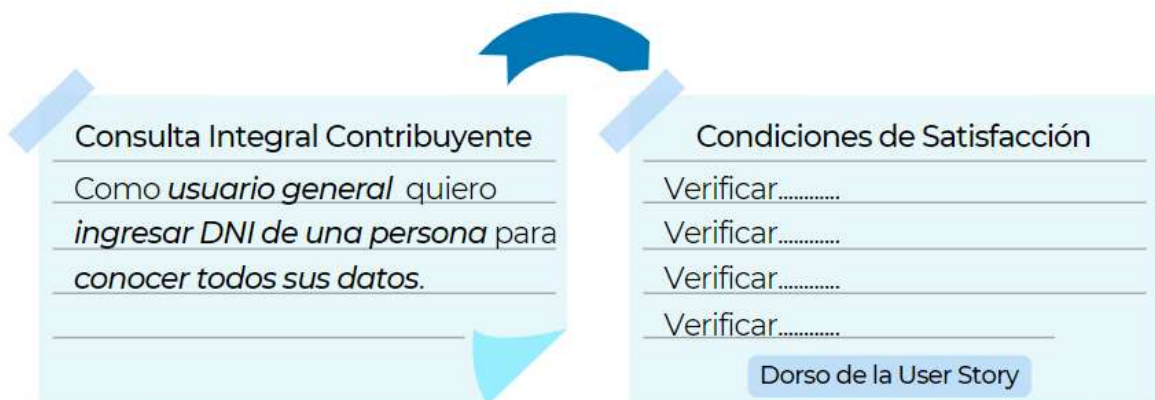 Consulta Integral Contribuyente
Como usuario general quiero
ingresar DNI de una persona para
conocer todos sus datos.
Condiciones de Satisfacción
Verificar............
Verificar............
Verificar............
Verificar............
Dorso de la User Story